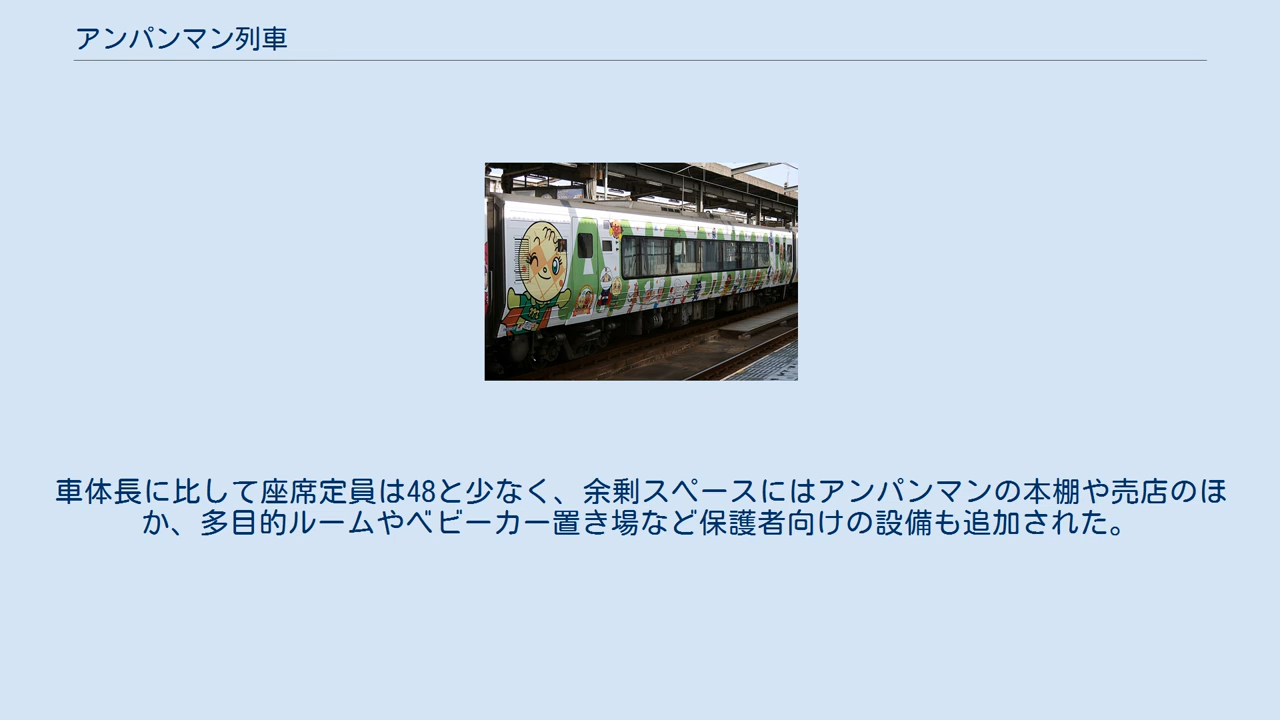 アンパンマン列車
車体長に比して座席定員は48と少なく、余剰スペースにはアンパンマンの本棚や売店のほ
か、多目的ルームやベビーカー置き場など保護者向けの設備も追加された。